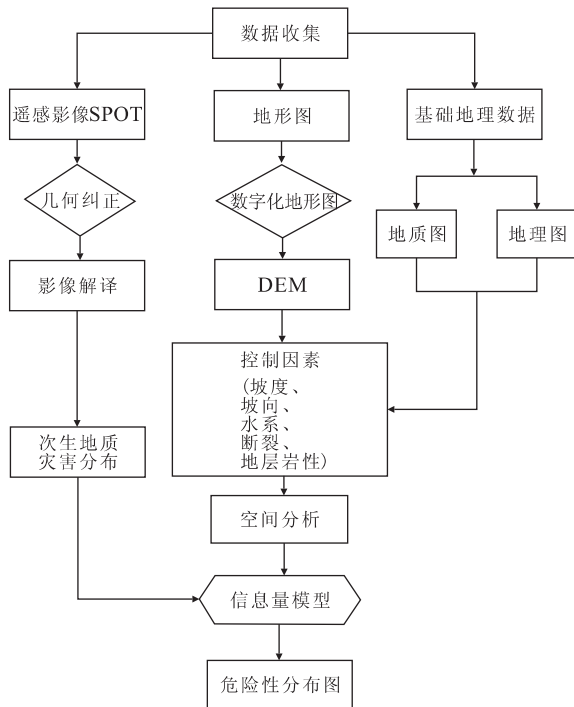 数据收集
遥感影像SPOT
地形图
基础地理数据
几何纠正
数字化地形图
地质图
地理图
影像解译
DEM
控制因素
(坡度、
坡向、
水系、
断裂、
地层岩性)
次生地质
灾害分布
空间分析
信息量模型
危险性分布图